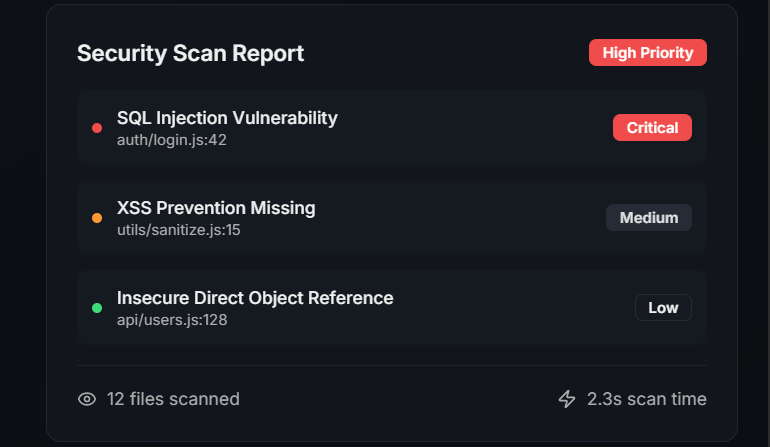 Security Scan Report
High Priority
SQL Injection Vulnerability
auth/login.js:42
Critical
XSS Prevention Missing
utils/sanitize.js:15
Medium
Insecure Direct Object Reference
api/users.js:128
Low
12 files scanned
2.3s scan time